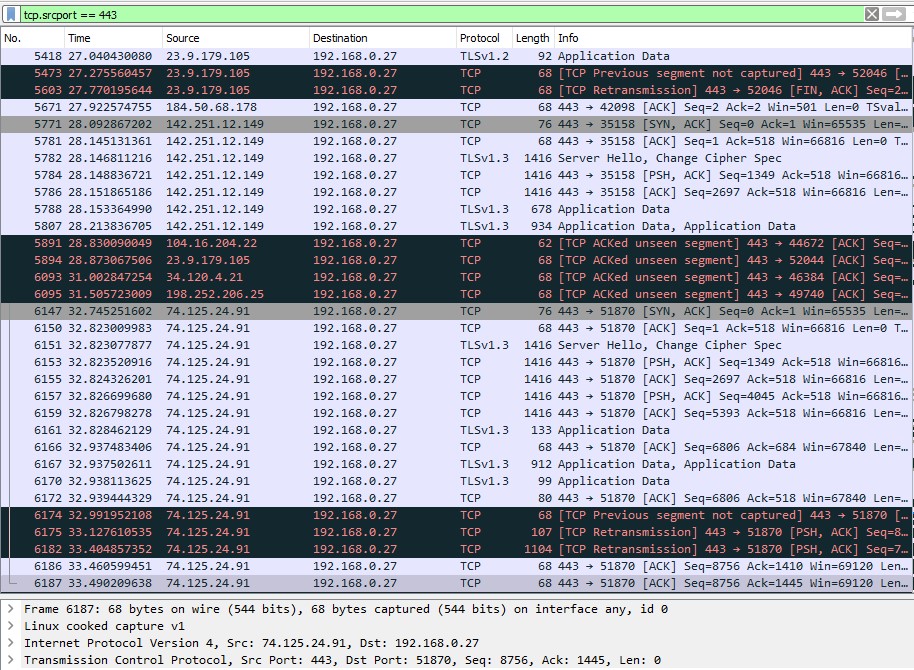 tcp.srcport == 443
No. Time Source Destination Protocol Length Info
5418 27.040430080 23.9.179.105 192.168.0.27 TLSv1.2 92 Application Data
5473 27.275560457 23.9.179.105 192.168.0.27 TCP 68 [TCP Previous segment not captured] 443 → 52046 […
5603 27.770195644 23.9.179.105 192.168.0.27 TCP 68 [TCP Retransmission] 443 → 52046 [FIN, ACK] Seq=2…
5671 27.922574755 184.50.68.178 192.168.0.27 TCP 68 443 → 42098 [ACK] Seq=2 Ack=2 Win=501 Len=0 TSval…
5771 28.092867202 142.251.12.149 192.168.0.27 TCP 76 443 → 35158 [SYN, ACK] Seq=0 Ack=1 Win=65535 Len=…
5781 28.145131361 142.251.12.149 192.168.0.27 TCP 68 443 → 35158 [ACK] Seq=1 Ack=518 Win=66816 Len=0 T…
5782 28.146811216 142.251.12.149 192.168.0.27 TLSv1.3 1416 Server Hello, Change Cipher Spec
5784 28.148836721 142.251.12.149 192.168.0.27 TCP 1416 443 → 35158 [PSH, ACK] Seq=1349 Ack=518 Win=66816…
5786 28.151865186 142.251.12.149 192.168.0.27 TCP 1416 443 → 35158 [ACK] Seq=2697 Ack=518 Win=66816 Len=…
5788 28.153364990 142.251.12.149 192.168.0.27 TLSv1.3 678 Application Data
5807 28.213836705 142.251.12.149 192.168.0.27 TLSv1.3 934 Application Data, Application Data
5891 28.830090049 104.16.204.22 192.168.0.27 TCP 62 [TCP ACKed unseen segment] 443 → 44672 [ACK] Seq=…
5894 28.873067506 23.9.179.105 192.168.0.27 TCP 68 [TCP ACKed unseen segment] 443 → 52044 [ACK] Seq=…
6093 31.002847254 34.120.4.21 192.168.0.27 TCP 68 [TCP ACKed unseen segment] 443 → 46384 [ACK] Seq=…
6095 31.505723009 198.252.206.25 192.168.0.27 TCP 68 [TCP ACKed unseen segment] 443 → 49740 [ACK] Seq=…
6147 32.745251602 74.125.24.91 192.168.0.27 TCP 76 443 → 51870 [SYN, ACK] Seq=0 Ack=1 Win=65535 Len=…
6150 32.823009983 74.125.24.91 192.168.0.27 TCP 68 443 → 51870 [ACK] Seq=1 Ack=518 Win=66816 Len=0 T…
6151 32.823077877 74.125.24.91 192.168.0.27 TLSv1.3 1416 Server Hello, Change Cipher Spec
6153 32.823520916 74.125.24.91 192.168.0.27 TCP 1416 443 → 51870 [PSH, ACK] Seq=1349 Ack=518 Win=66816…
6155 32.824326201 74.125.24.91 192.168.0.27 TCP 1416 443 → 51870 [ACK] Seq=2697 Ack=518 Win=66816 Len=…
6157 32.826699680 74.125.24.91 192.168.0.27 TCP 1416 443 → 51870 [PSH, ACK] Seq=4045 Ack=518 Win=66816…
6159 32.826798278 74.125.24.91 192.168.0.27 TCP 1416 443 → 51870 [ACK] Seq=5393 Ack=518 Win=66816 Len=…
6161 32.828462129 74.125.24.91 192.168.0.27 TLSv1.3 133 Application Data
6166 32.937483406 74.125.24.91 192.168.0.27 TCP 68 443 → 51870 [ACK] Seq=6806 Ack=684 Win=67840 Len=…
6167 32.937502611 74.125.24.91 192.168.0.27 TLSv1.3 912 Application Data, Application Data
6170 32.938113625 74.125.24.91 192.168.0.27 TLSv1.3 99 Application Data
6172 32.939444329 74.125.24.91 192.168.0.27 TCP 80 443 → 51870 [ACK] Seq=6806 Ack=518 Win=67840 Len=…
6174 32.991952108 74.125.24.91 192.168.0.27 TCP 68 [TCP Previous segment not captured] 443 → 51870 […
6175 33.127610535 74.125.24.91 192.168.0.27 TCP 107 [TCP Retransmission] 443 → 51870 [PSH, ACK] Seq=8…
6182 33.404857352 74.125.24.91 192.168.0.27 TCP 1104 [TCP Retransmission] 443 → 51870 [PSH, ACK] Seq=7…
6186 33.460599451 74.125.24.91 192.168.0.27 TCP 68 443 → 51870 [ACK] Seq=8756 Ack=1410 Win=69120 Len…
6187 33.490209638 74.125.24.91 192.168.0.27 TCP 68 443 → 51870 [ACK] Seq=8756 Ack=1445 Win=69120 Len…
Frame 6187: 68 bytes on wire (544 bits), 68 bytes captured (544 bits) on interface any, id 0
Linux cooked capture v1
Internet Protocol Version 4, Src: 74.125.24.91, Dst: 192.168.0.27
Transmission Control Protocol, Src Port: 443, Dst Port: 51870, Seq: 8756, Ack: 1445, Len: 0